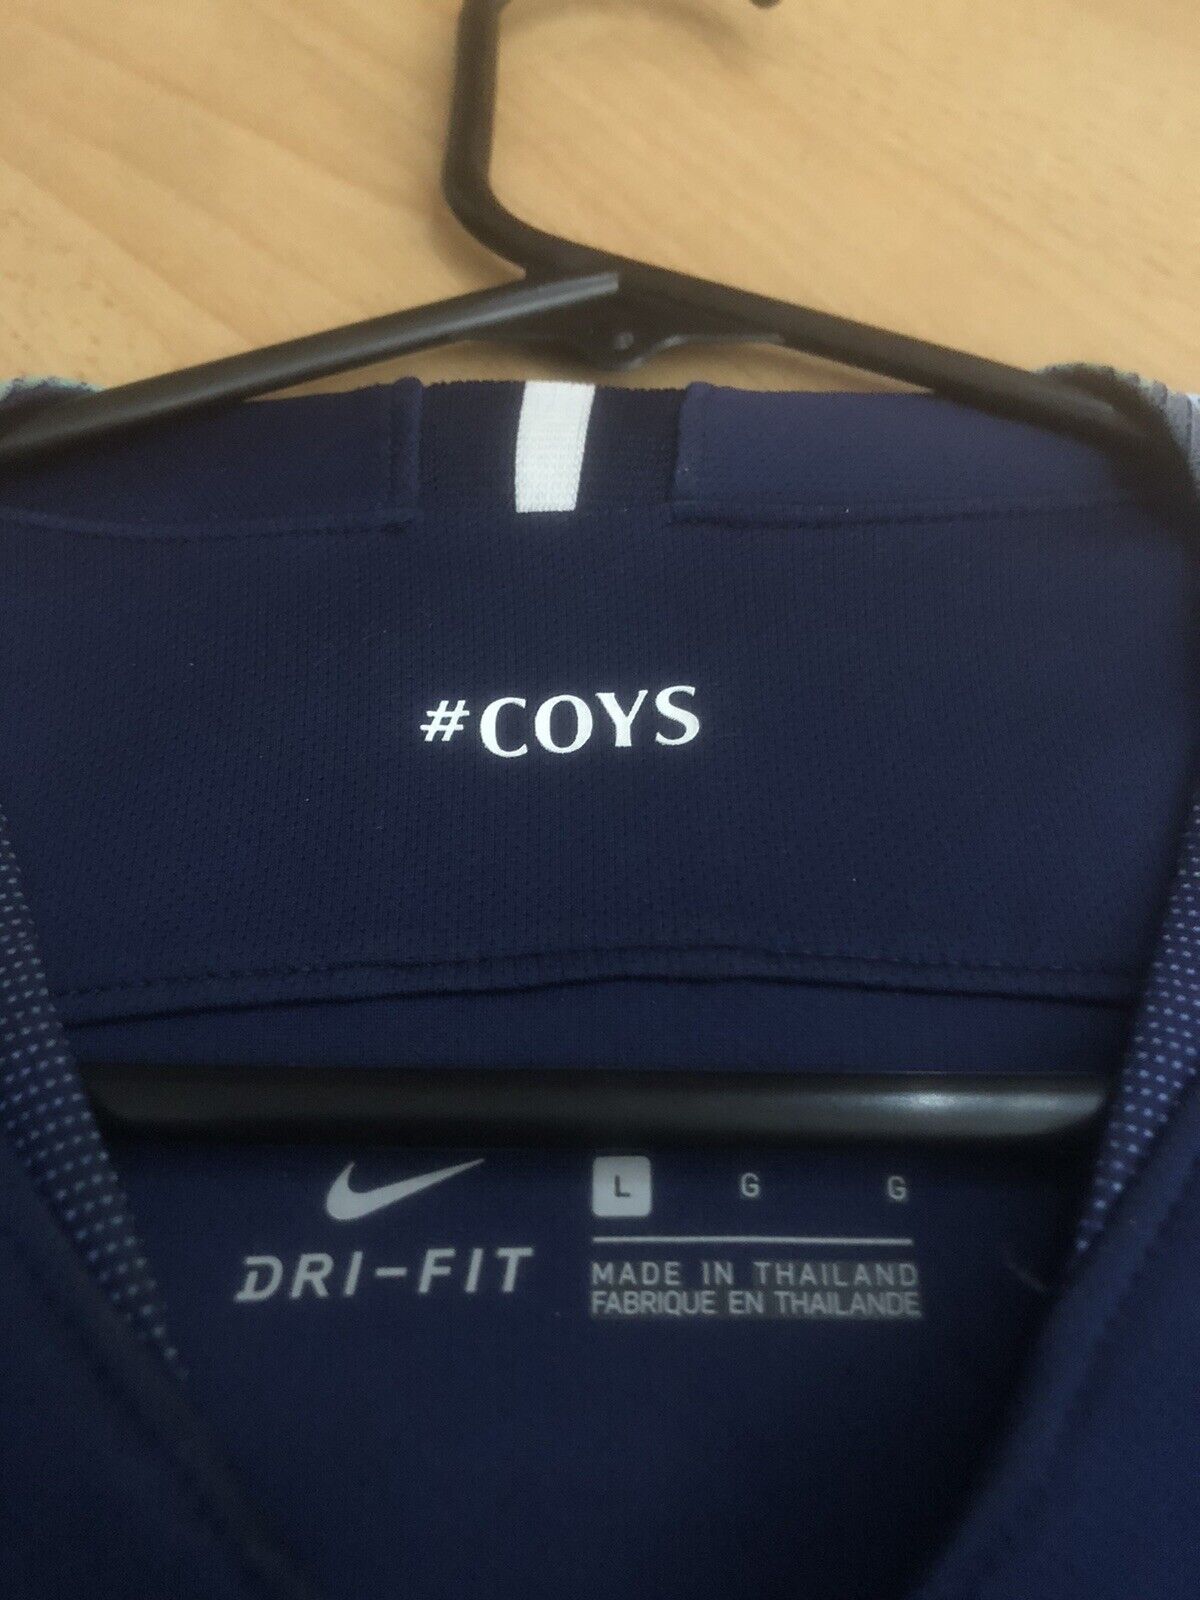 #COYS
DRI-FIT
L G G
MADE IN THAILAND
FABRIQUE EN THAILANDE